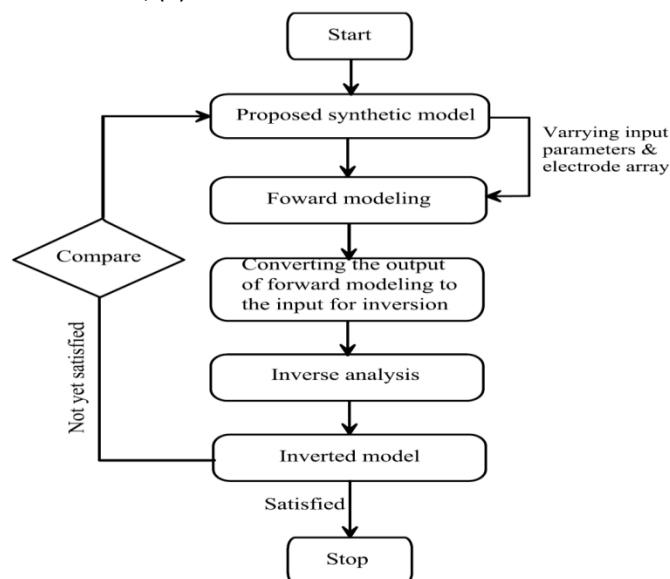 Start
Proposed synthetic model
Varrying input
parameters &
electrode array
Foward modeling
Compare
Converting the output
of forward modeling to
the input for inversion
Not yet satisfied
Inverse analysis
Inverted model
Satisfied
Stop